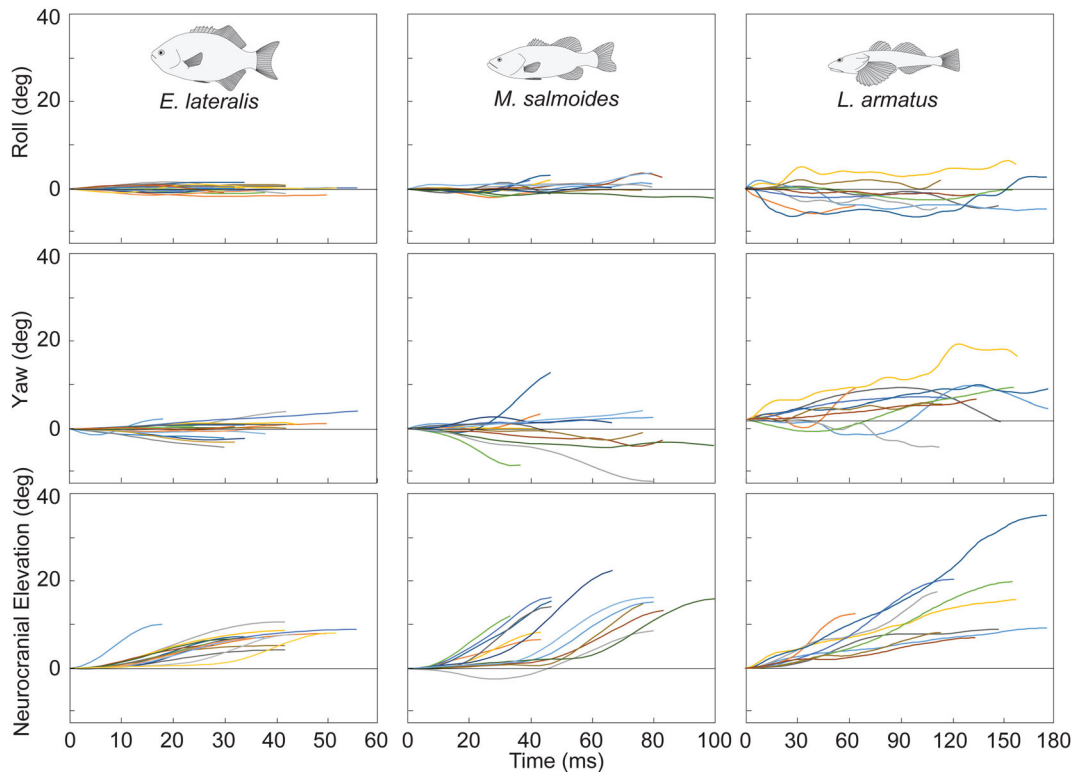 40
20
0
Roll (deg)
E. lateralis
M. salmoides
L. armatus
40
20
0
Yaw (deg)
40
20
0
Neurocranial Elevation (deg)
0 10 20 30 40 50 60
0 20 40 60 80 100
0 30 60 90 120 150 180
Time (ms)